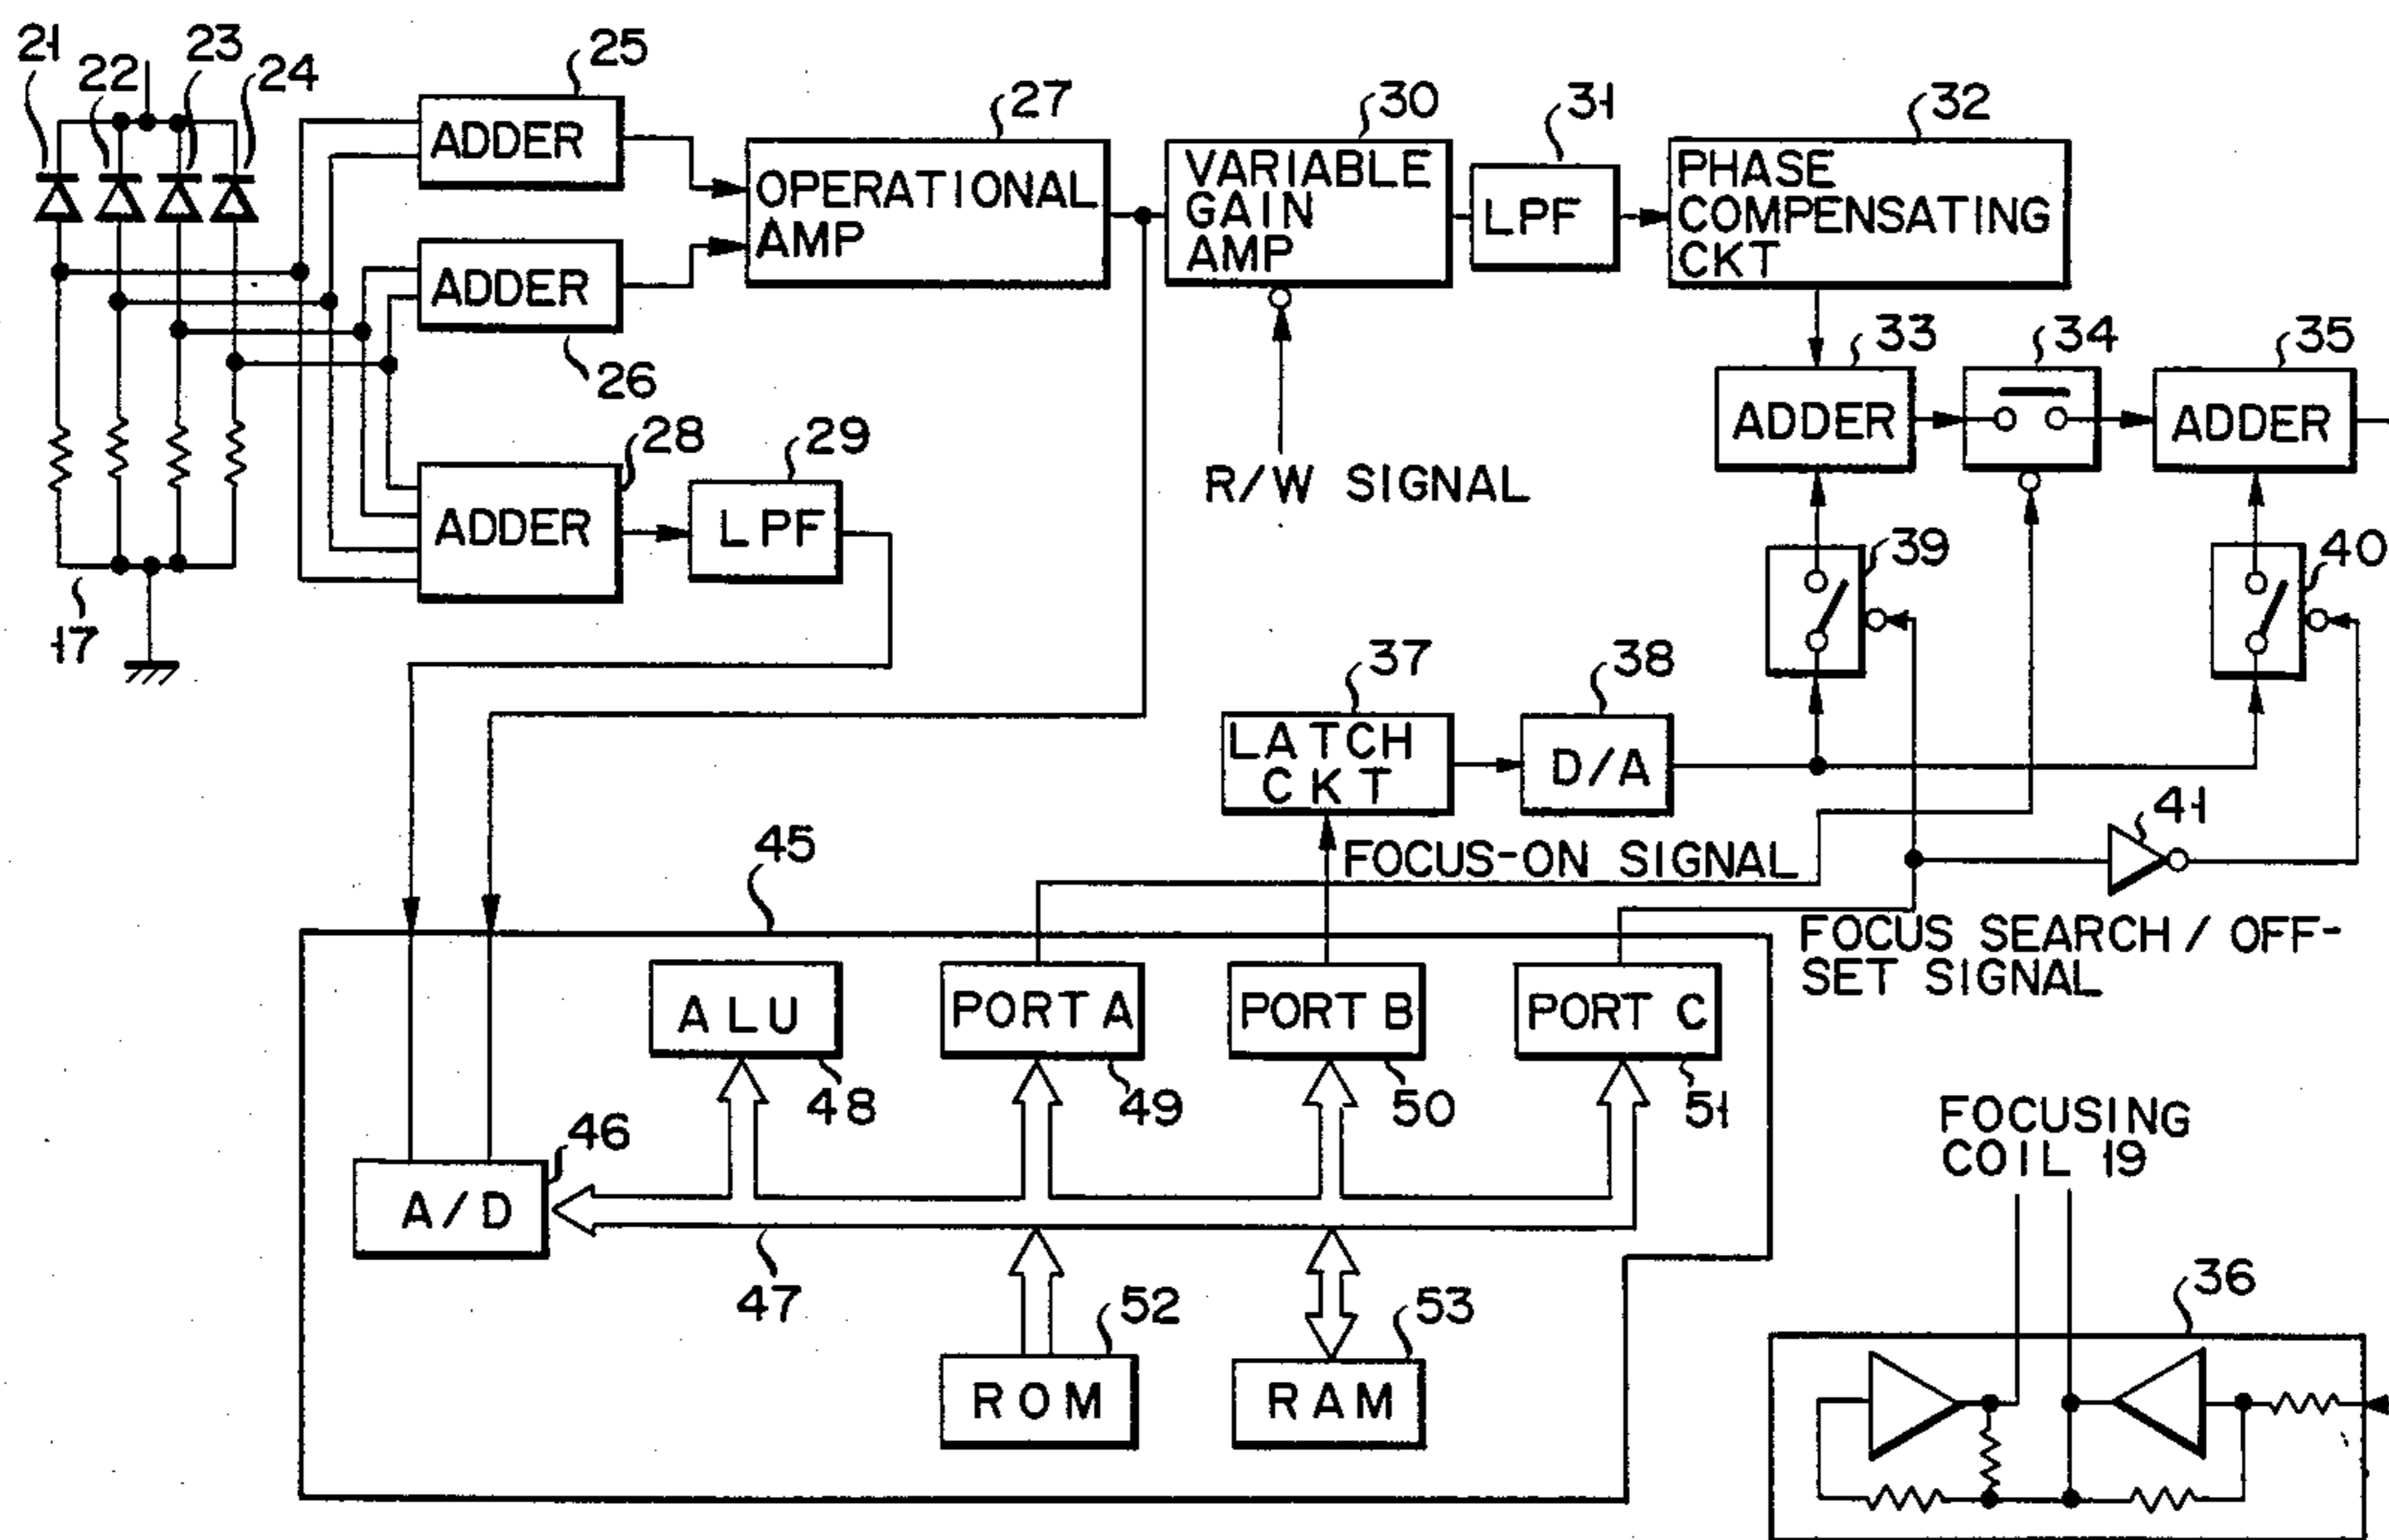 21
22
23
24
25
27
30
31
32
ADDER
OPERATIONAL
AMP
VARIABLE
GAIN
AMP
LPF
PHASE
COMPENSATING
CKT
ADDER
26
33
34
35
28
29
ADDER
ADDER
R/W SIGNAL
ADDER
LPF
39
40
17
37
38
LATCH
CKT
D/A
41
45
FOCUS-ON SIGNAL
FOCUS SEARCH / OFF-
SET SIGNAL
ALU
PORT A
PORT B
PORT C
48
49
50
51
46
FOCUSING
COIL 19
A/D
47
52
53
36
ROM
RAM